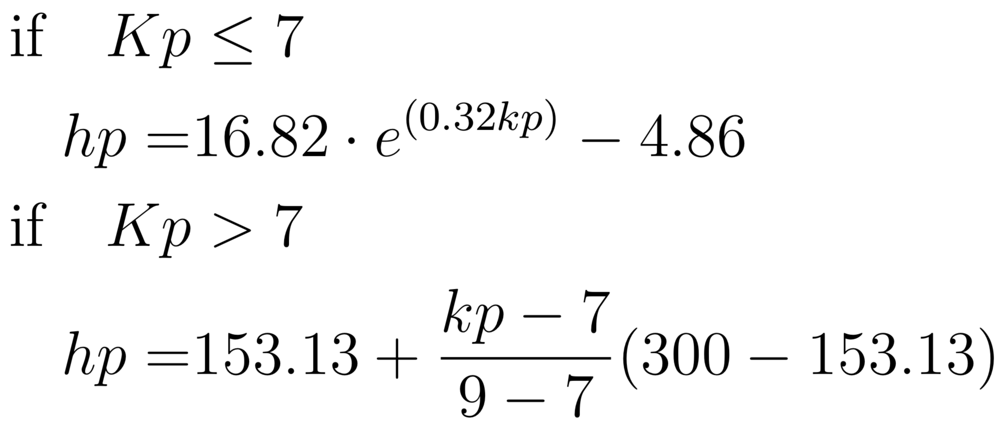 if Kp ≤ 7
hp =16.82 · e^(0.32kp) − 4.86
if Kp > 7
hp =153.13 + \frac{kp − 7}{9 − 7}(300 − 153.13)